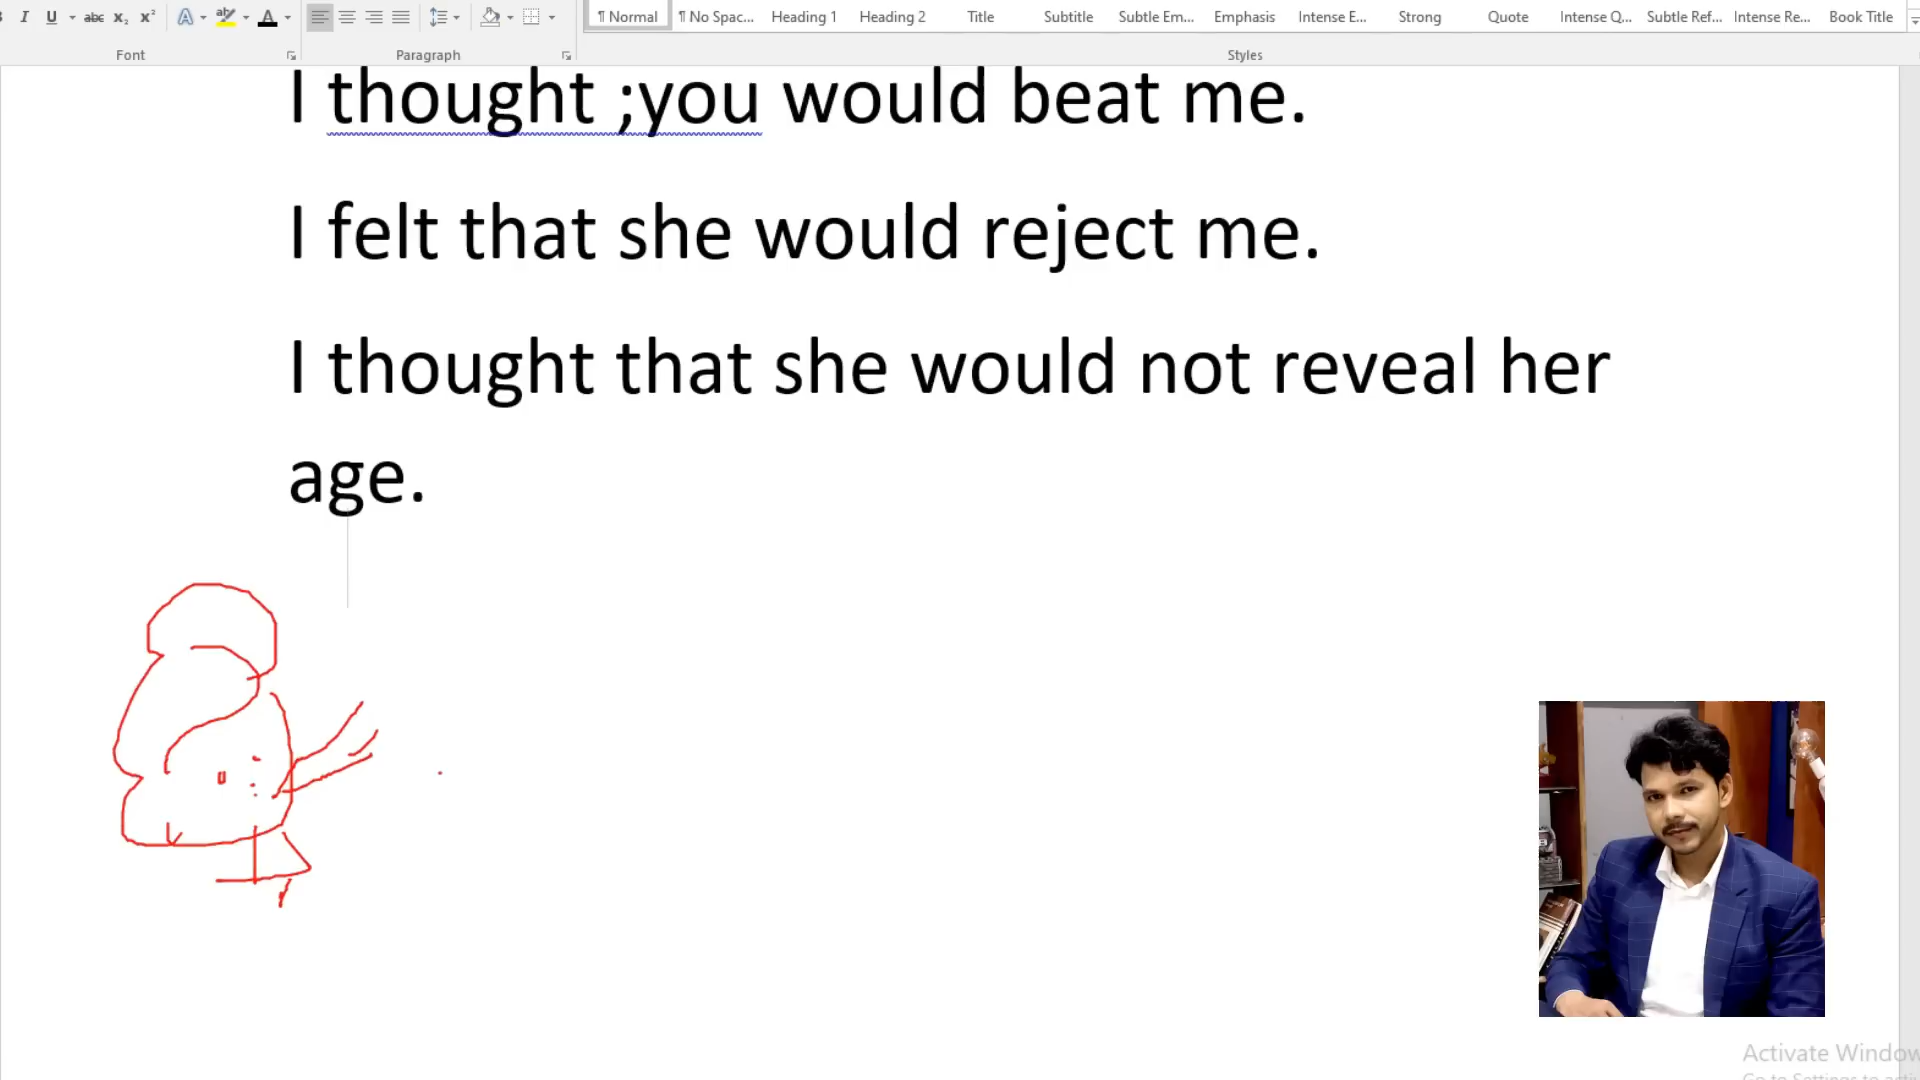 ¶ Normal ¶ No Spac... Heading 1 Heading 2 Title Subtitle Subtle Em... Emphasis Intense E... Strong Quote Intense Q... Subtle Ref... Intense Re... Book Title
Font Paragraph Styles
I thought ;you would beat me.
I felt that she would reject me.
I thought that she would not reveal her
age.
Activate Window